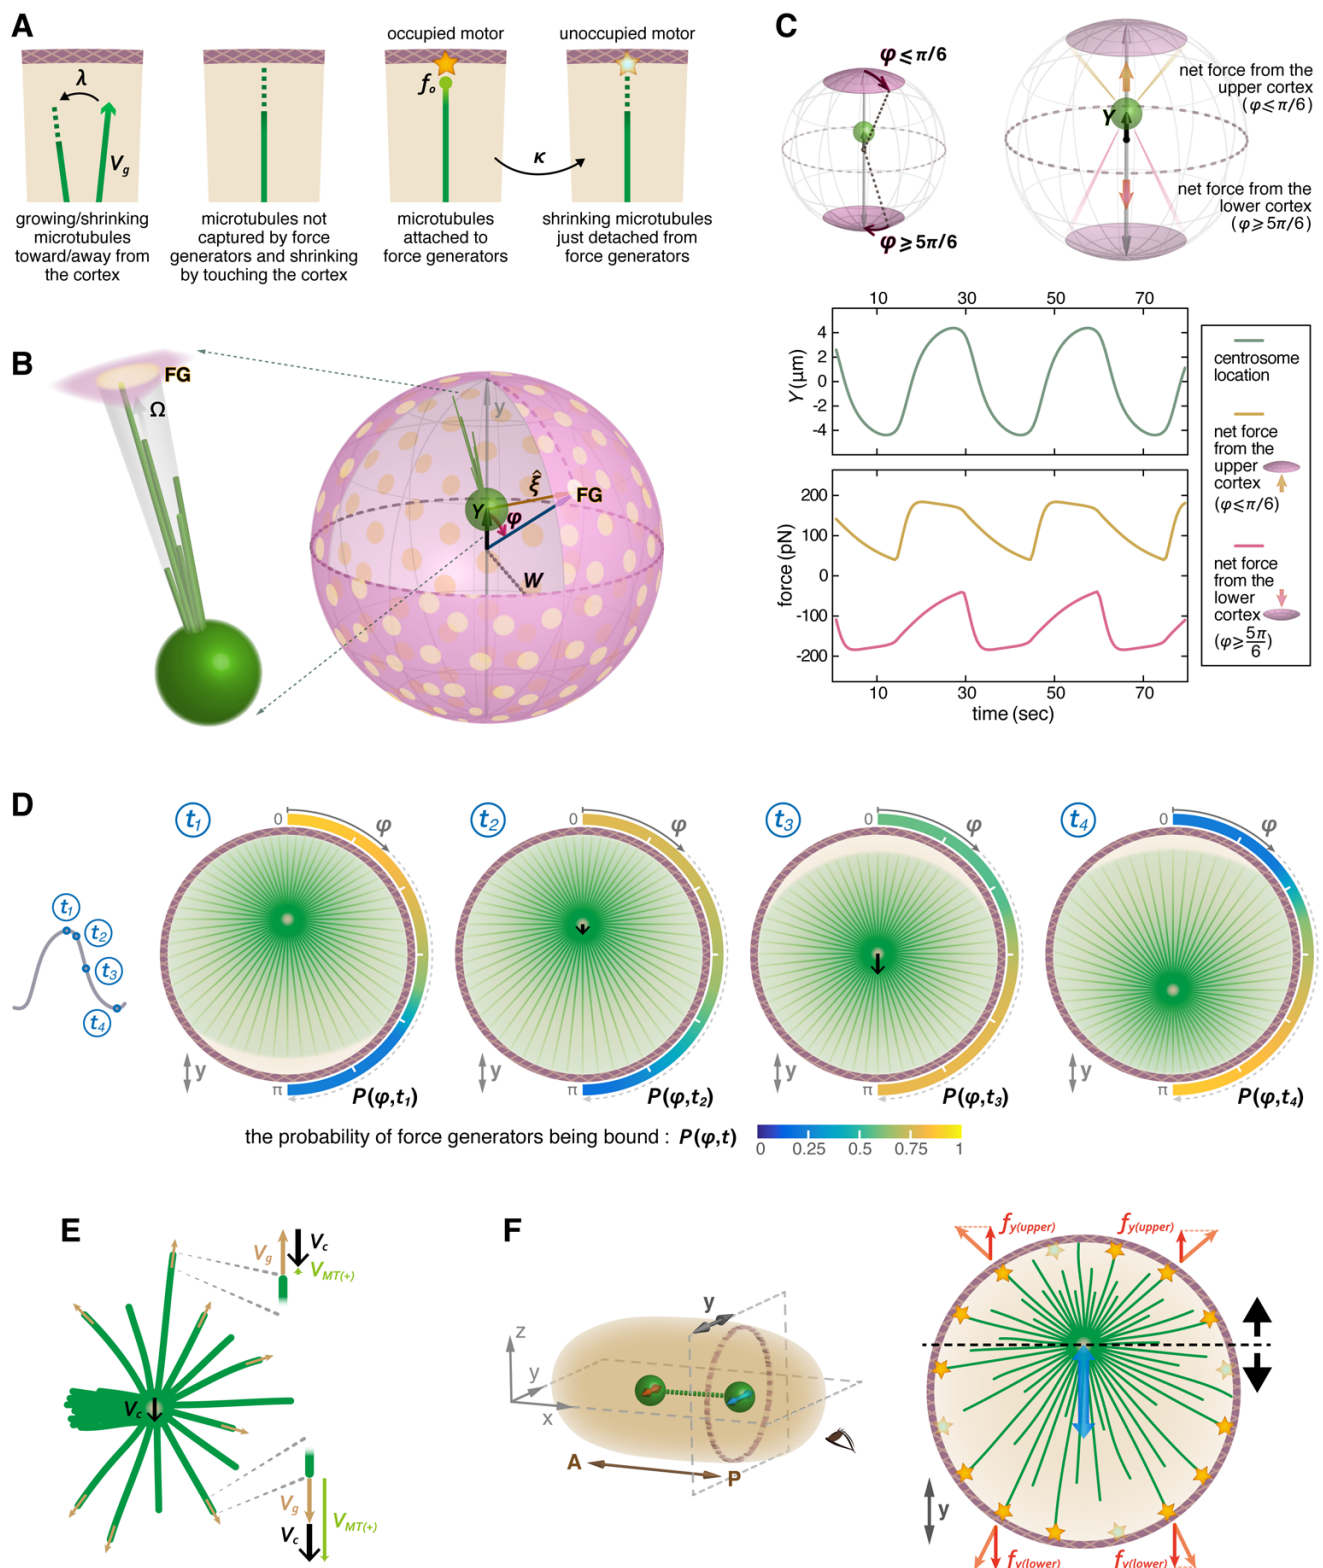 A
λ
V_g
growing/shrinking
microtubules
toward/away from
the cortex
microtubules not
captured by force
generators and shrinking
by touching the cortex
occupied motor
f_o
microtubules
attached to
force generators
κ
unoccupied motor
shrinking microtubules
just detached from
force generators
B
FG
Ω
y
ξ̂
FG
Y
φ
W
C
φ⩽π/6
φ⩾5π/6
net force from the
upper cortex
(φ⩽π/6)
Y
net force from the
lower cortex
(φ⩾5π/6)
10 30 50 70
Y (μm)
4
2
0
-2
-4
force (pN)
200
100
0
-100
-200
10 30 50 70
time (sec)
centrosome
location
net force
from the
upper
cortex
(φ⩽π/6)
net force
from the
lower
cortex
(φ⩾5π/6)
D
t1
t2
t3
t4
t1
0
φ
y
π
P(φ,t1)
t2
0
φ
y
π
P(φ,t2)
t3
0
φ
y
π
P(φ,t3)
t4
0
φ
y
π
P(φ,t4)
the probability of force generators being bound : P(φ,t)
0 0.25 0.5 0.75 1
E
V_g
V_c
V_MT(+)
V_c
V_g
V_c
V_MT(+)
F
z
y
x
y
A
P
f_y(upper)
f_y(upper)
y
f_y(lower)
f_y(lower)